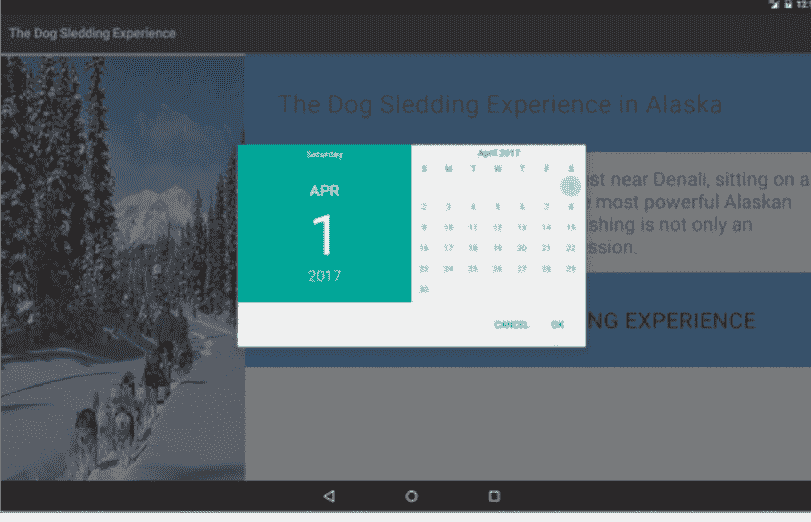 12:1
The Dog Sledding Experience
The Dog Sledding Experience in Alaska
Saturday
APR
1
2017
April 2017
S M T W T F S
2 3 4 5 6 7 8
9 10 11 12 13 14 15
16 17 18 19 20 21 22
23 24 25 26 27 28 29
30
CANCEL OK
st near Denali, sitting on a
most powerful Alaskan
shing is not only an
ssion.
NG EXPERIENCE